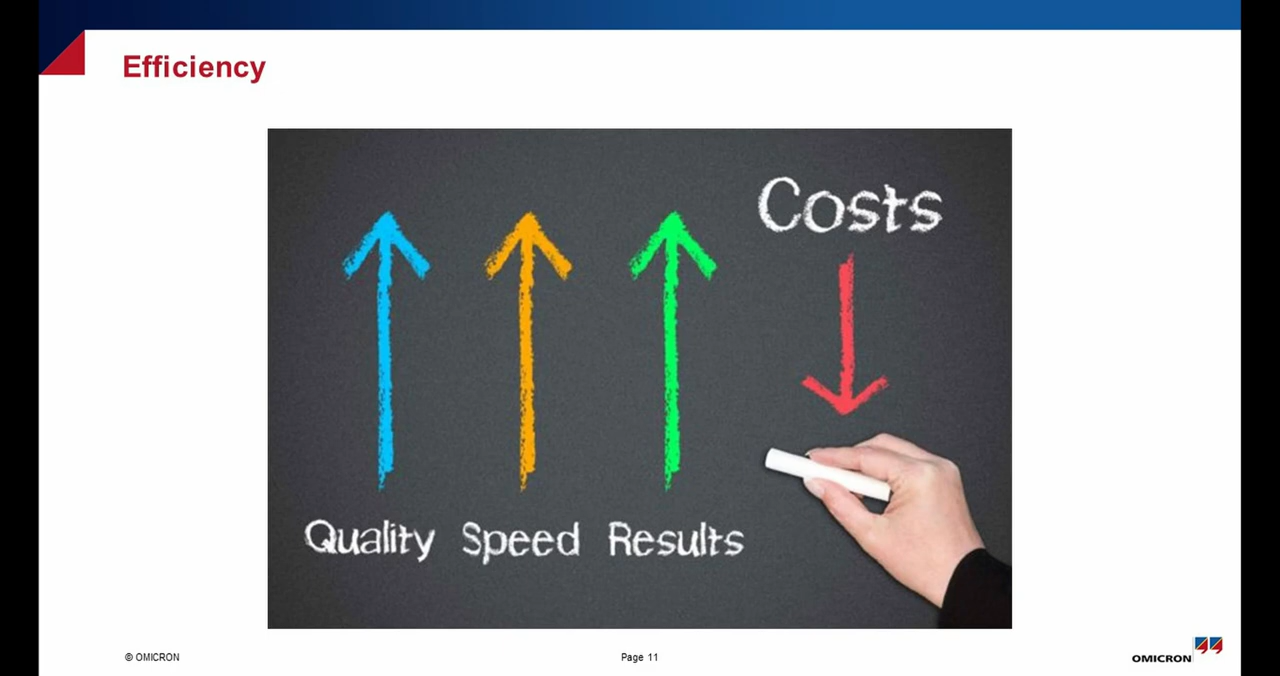 Efficiency
Costs
Quality Speed Results
© OMICRON
Page 11
OMICRON